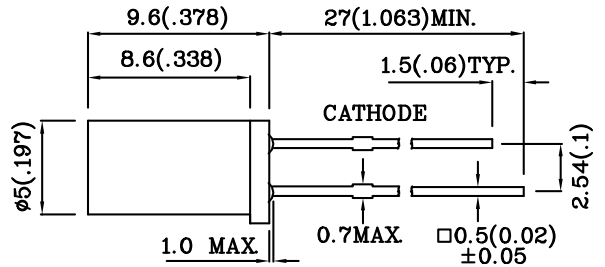 9.6(.378)
27(1.063)MIN.
8.6(.338)
1.5(.06)TYP.
CATHODE
ø5(.197)
2.54(.1)
1.0 MAX.
0.7MAX.
□0.5(0.02)
±0.05